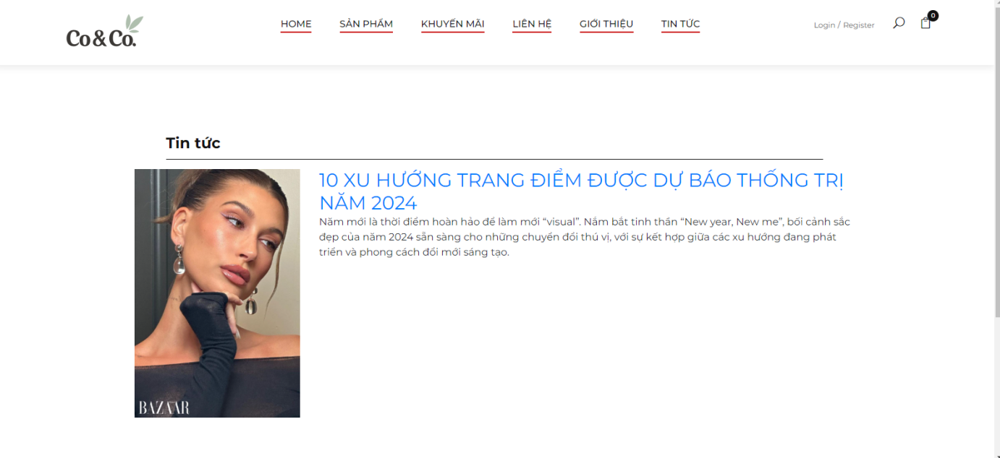 Co & Co.
HOME
SẢN PHẨM
KHUYẾN MÃI
LIÊN HỆ
GIỚI THIỆU
TIN TỨC
Login / Register
0
Tin tức
10 XU HƯỚNG TRANG ĐIỂM ĐƯỢC DỰ BÁO THỐNG TRỊ
NĂM 2024
Năm mới là thời điểm hoàn hảo để làm mới “visual”. Nắm bắt tinh thần “New year, New me”, bối cảnh sắc
đẹp của năm 2024 sẵn sàng cho những chuyển đổi thú vị, với sự kết hợp giữa các xu hướng đang phát
triển và phong cách đổi mới sáng tạo.
BAZAAR